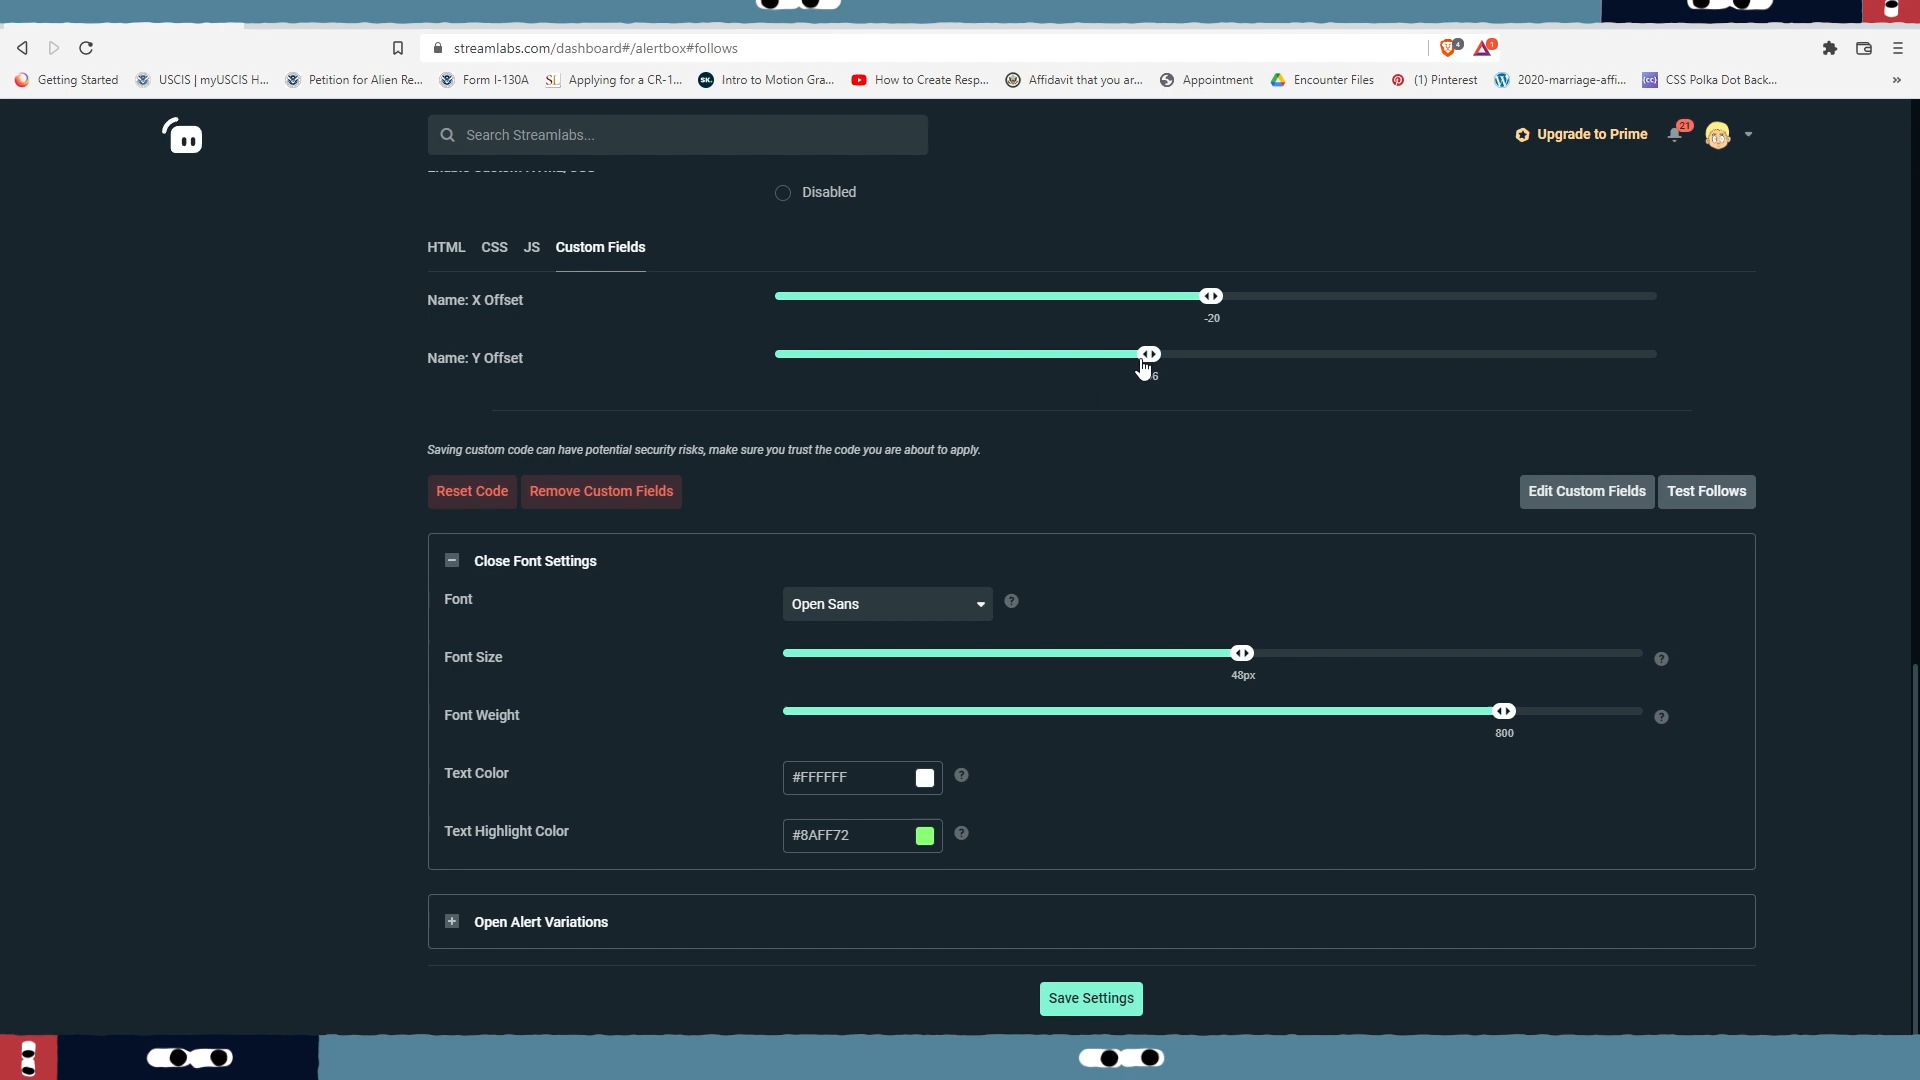 streamlabs.com/dashboard#/alertbox#follows
4
1
Getting Started
USCIS | myUSCIS H...
Petition for Alien Re...
Form I-130A
SL Applying for a CR-1...
SK. Intro to Motion Gra...
How to Create Resp...
Affidavit that you ar...
Appointment
Encounter Files
(1) Pinterest
2020-marriage-affi...
CSS Polka Dot Back...
»
Search Streamlabs...
Upgrade to Prime
21
Disabled
HTML CSS JS Custom Fields
Name: X Offset
-20
Name: Y Offset
Saving custom code can have potential security risks, make sure you trust the code you are about to apply.
Reset Code Remove Custom Fields Edit Custom Fields Test Follows
Close Font Settings
Font Open Sans
Font Size
48px
Font Weight
800
Text Color #FFFFFF
Text Highlight Color #8AFF72
Open Alert Variations
Save Settings